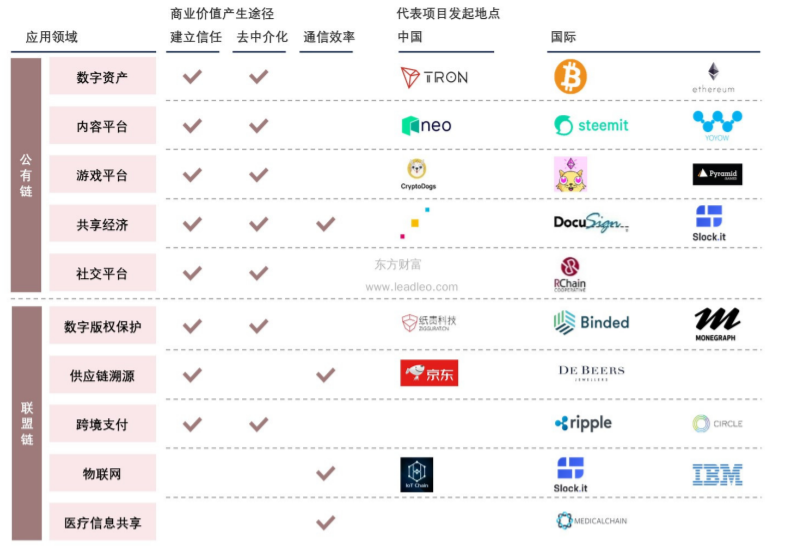 商业价值产生途径 代表项目发起地点
应用领域 建立信任 去中介化 通信效率 中国 国际
公有链
数字资产 TRON ethereum
内容平台 neo steemit YOYOW
游戏平台 CryptoDogs Pyramid
共享经济 DocuSign Slock.it
东方财富
社交平台 RChain
COOPERATIVE
www.leadleo.com
联盟链
数字版权保护 纸贵科技 Binded MONEGRAPH
ZIGGURATCN
供应链溯源 京东 DE BEERS
JEWELLERS
跨境支付 ripple CIRCLE
物联网 IoT Chain Slock.it IBM
医疗信息共享 MEDICALCHAIN